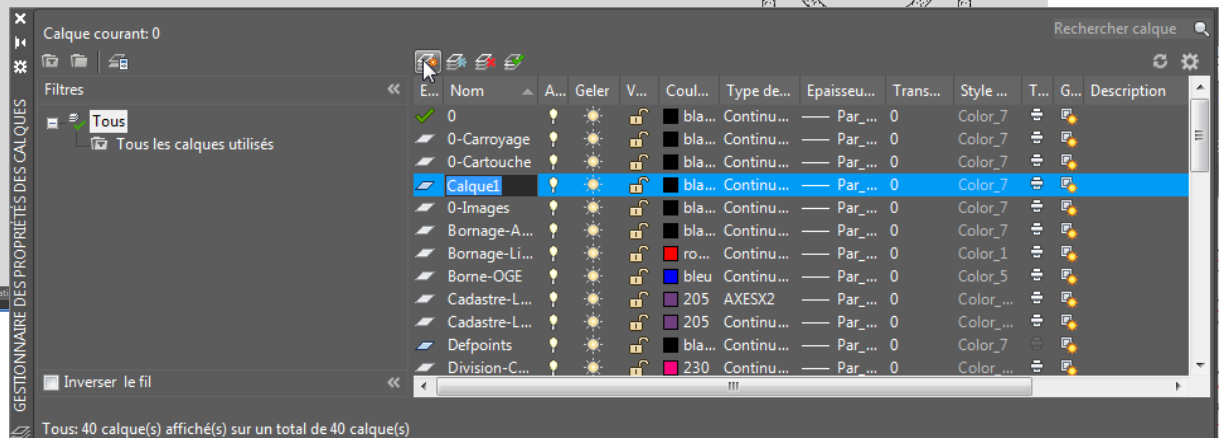 Calque courant: 0
Rechercher calque
Filtres
Tous
Tous les calques utilisés
Inverser le fil
E... Nom A... Geler V... Coul... Type de... Epaisseu... Trans... Style ... T... G... Description
0 bla... Continu... Par_... 0 Color_7
0-Carroyage bla... Continu... Par_... 0 Color_7
0-Cartouche bla... Continu... Par_... 0 Color_7
Calque1 bla... Continu... Par_... 0 Color_7
0-Images bla... Continu... Par_... 0 Color_7
Bornage-A... bla... Continu... Par_... 0 Color_7
Bornage-Li... ro... Continu... Par_... 0 Color_1
Borne-OGE bleu Continu... Par_... 0 Color_5
Cadastre-L... 205 AXESX2 Par_... 0 Color_...
Cadastre-L... 205 Continu... Par_... 0 Color_...
Defpoints bla... Continu... Par_... 0 Color_7
Division-C... 230 Continu... Par_... 0 Color_...
GESTIONNAIRE DES PROPRIETES DES CALQUES
Tous: 40 calque(s) affiché(s) sur un total de 40 calque(s)